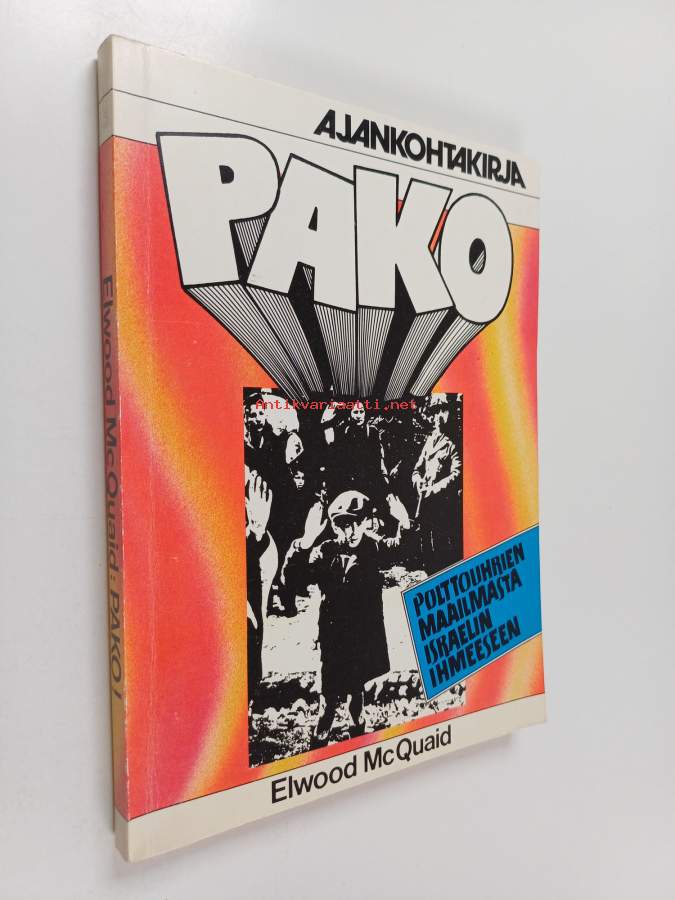 AJANKOHTAKIRJA
PAKO
Antikvariaatti.net
POLTTOUHRIEN
MAAILMASTA
ISRAELIN
IHMEESEEN
Elwood McQuaid
Elwood McQuaid: PAKO!